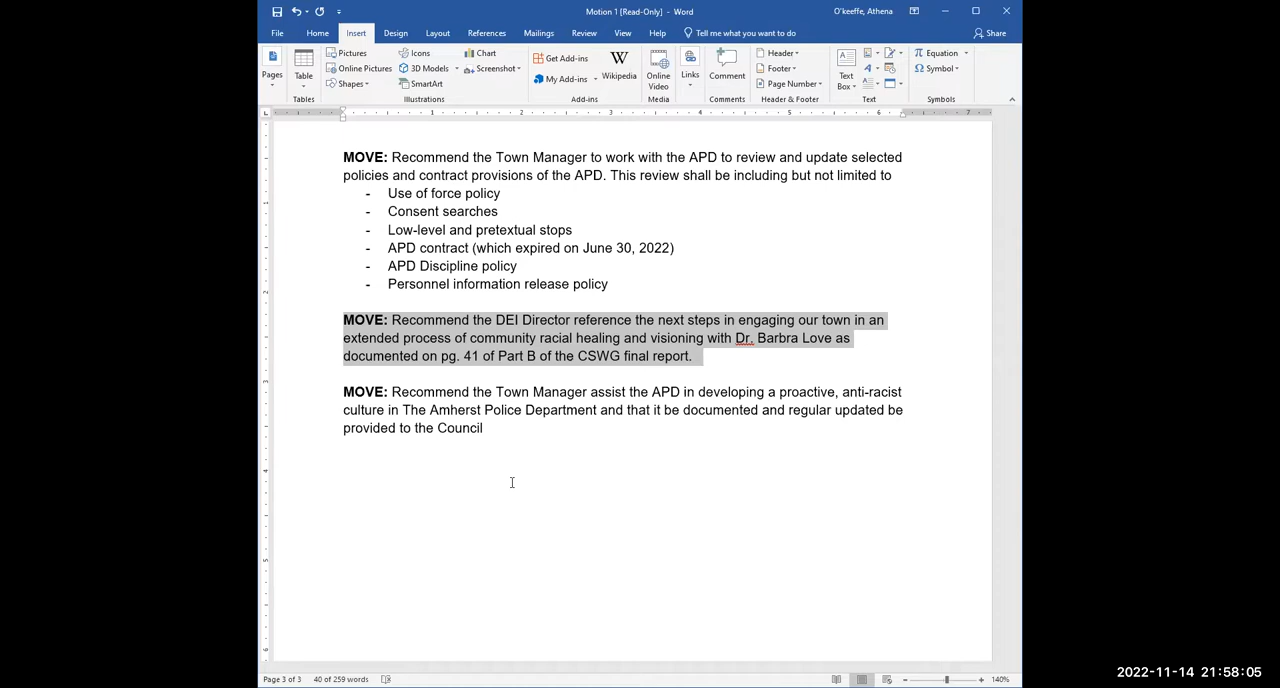 Motion 1 [Read-Only] - Word
O'keeffe, Athena
File Home Insert Design Layout References Mailings Review View Help Tell me what you want to do Share
Pages
Table
Tables
Pictures
Online Pictures
Shapes
Icons
3D Models
SmartArt
Chart
Screenshot
Illustrations
Get Add-ins
My Add-ins
W
Wikipedia
Add-ins
Online
Video
Media
Links
Comment
Comments
Header
Footer
Page Number
Header & Footer
Text
Box
Text
Equation
Symbol
Symbols
1 2 3 4 5 6 7
MOVE: Recommend the Town Manager to work with the APD to review and update selected
policies and contract provisions of the APD. This review shall be including but not limited to
- Use of force policy
- Consent searches
- Low-level and pretextual stops
- APD contract (which expired on June 30, 2022)
- APD Discipline policy
- Personnel information release policy
MOVE: Recommend the DEI Director reference the next steps in engaging our town in an
extended process of community racial healing and visioning with Dr. Barbra Love as
documented on pg. 41 of Part B of the CSWG final report.
MOVE: Recommend the Town Manager assist the APD in developing a proactive, anti-racist
culture in The Amherst Police Department and that it be documented and regular updated be
provided to the Council
Page 3 of 3 40 of 259 words
140%
2022-11-14 21:58:05